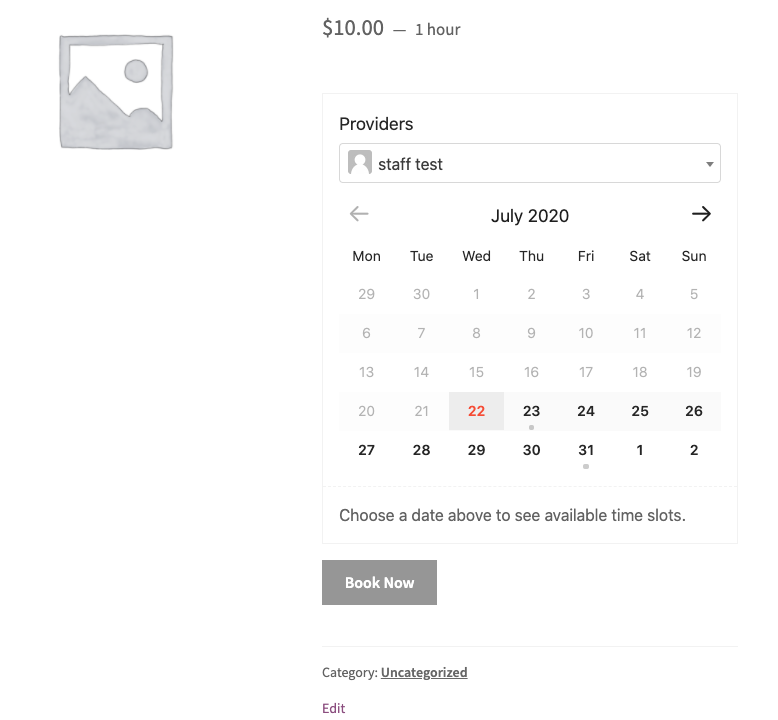 $10.00 — 1 hour
Providers
staff test
July 2020
Mon Tue Wed Thu Fri Sat Sun
29 30 1 2 3 4 5
6 7 8 9 10 11 12
13 14 15 16 17 18 19
20 21 22 23 24 25 26
27 28 29 30 31 1 2
Choose a date above to see available time slots.
Book Now
Category: Uncategorized
Edit